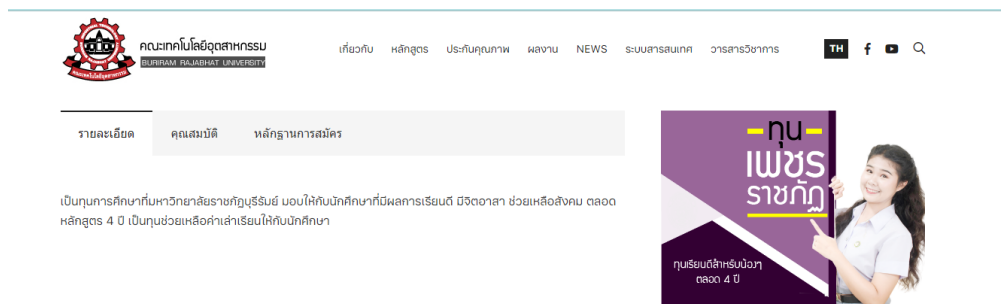 คณะเทคโนโลยีอุตสาหกรรม
BURIRAM RAJABHAT UNIVERSITY
เกี่ยวกับ หลักสูตร ประกันคุณภาพ ผลงาน NEWS ระบบสารสนเทศ วารสารวิชาการ TH
รายละเอียด คุณสมบัติ หลักฐานการสมัคร
เป็นทุนการศึกษาที่มหาวิทยาลัยราชภัฏบุรีรัมย์ มอบให้กับนักศึกษาที่มีผลการเรียนดี มีจิตอาสา ช่วยเหลือสังคม ตลอด
หลักสูตร 4 ปี เป็นทุนช่วยเหลือค่าเล่าเรียนให้กับนักศึกษา
ทุน
เพชร
ราชภัฏ
ทุนเรียนดีสำหรับน้องๆ
ตลอด 4 ปี